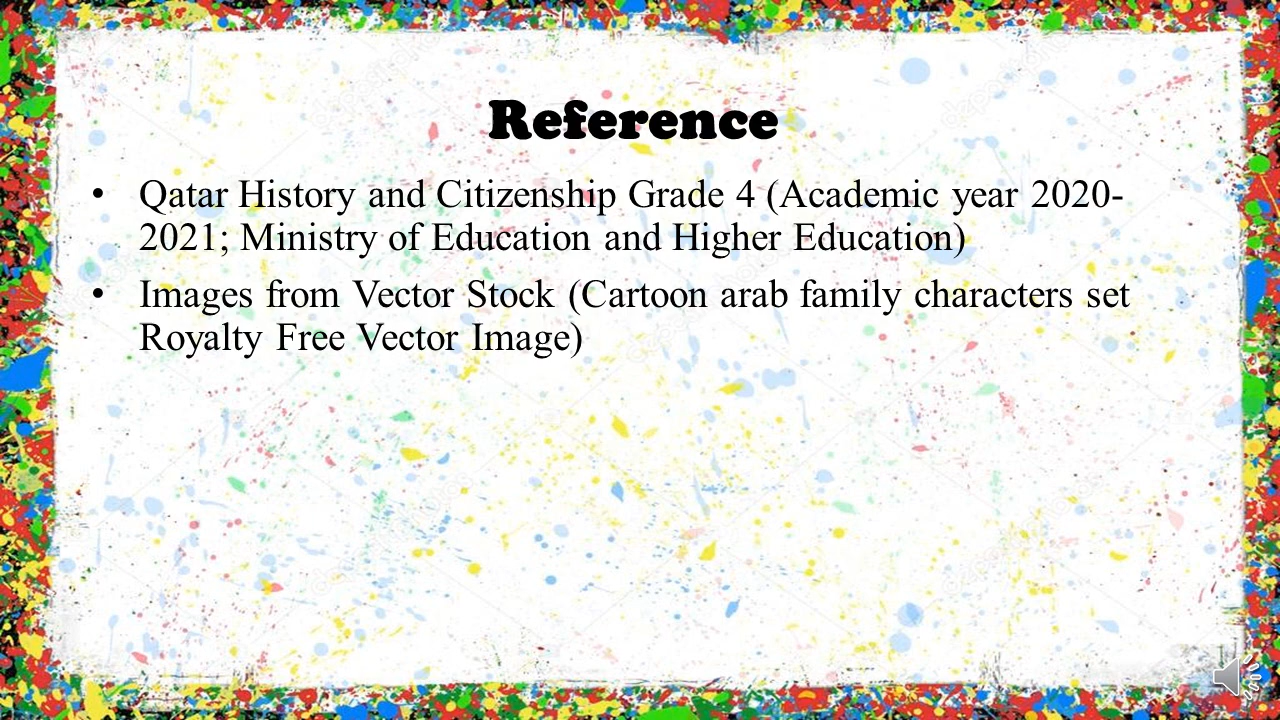 Reference
• Qatar History and Citizenship Grade 4 (Academic year 2020-
2021; Ministry of Education and Higher Education)
• Images from Vector Stock (Cartoon arab family characters set
Royalty Free Vector Image)